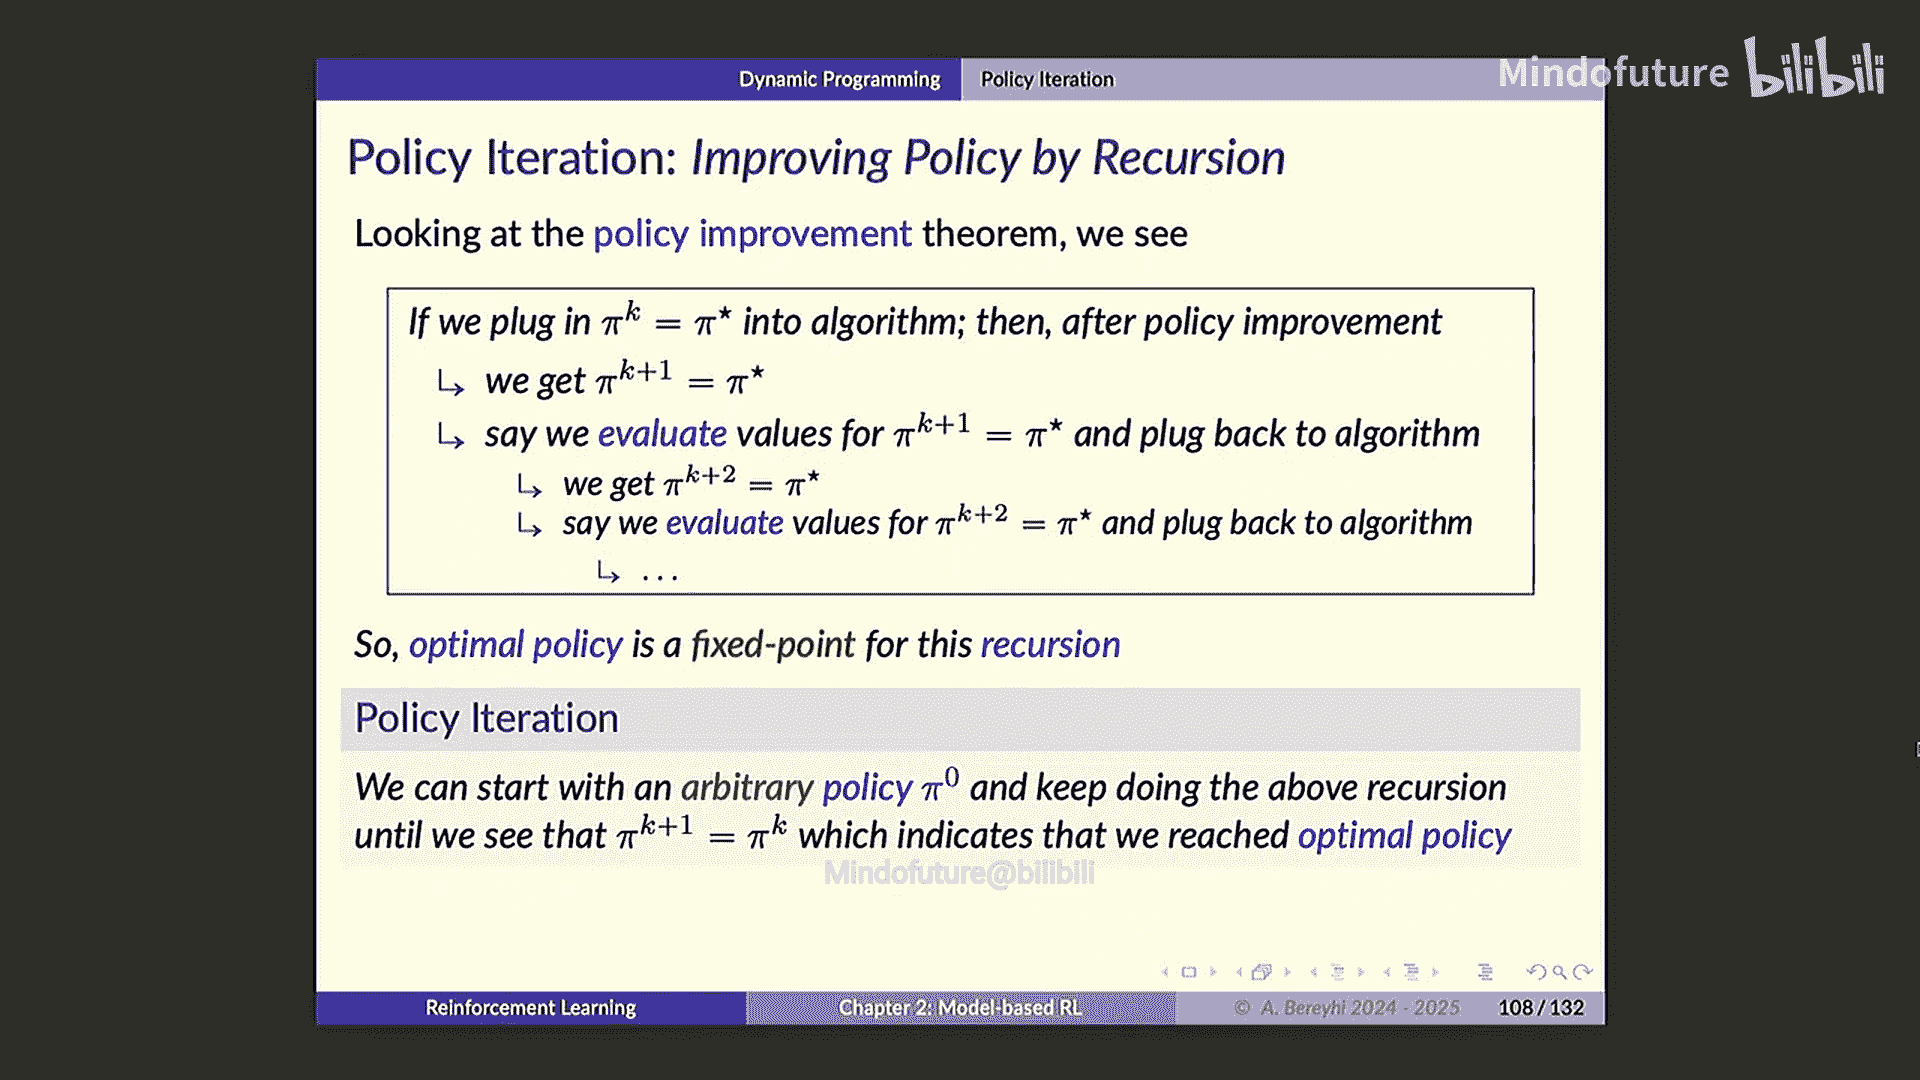 Mindofuture bilibili
Dynamic Programming Policy Iteration
Policy Iteration: Improving Policy by Recursion
Looking at the policy improvement theorem, we see
If we plug in π^k = π* into algorithm; then, after policy improvement
↳ we get π^{k+1} = π*
↳ say we evaluate values for π^{k+1} = π* and plug back to algorithm
↳ we get π^{k+2} = π*
↳ say we evaluate values for π^{k+2} = π* and plug back to algorithm
↳ ...
So, optimal policy is a fixed-point for this recursion
Policy Iteration
We can start with an arbitrary policy π^0 and keep doing the above recursion
until we see that π^{k+1} = π^k which indicates that we reached optimal policy
Mindofuture@bilibili
Reinforcement Learning Chapter 2: Model-based RL © A. Bereyhi 2024 - 2025 108 / 132